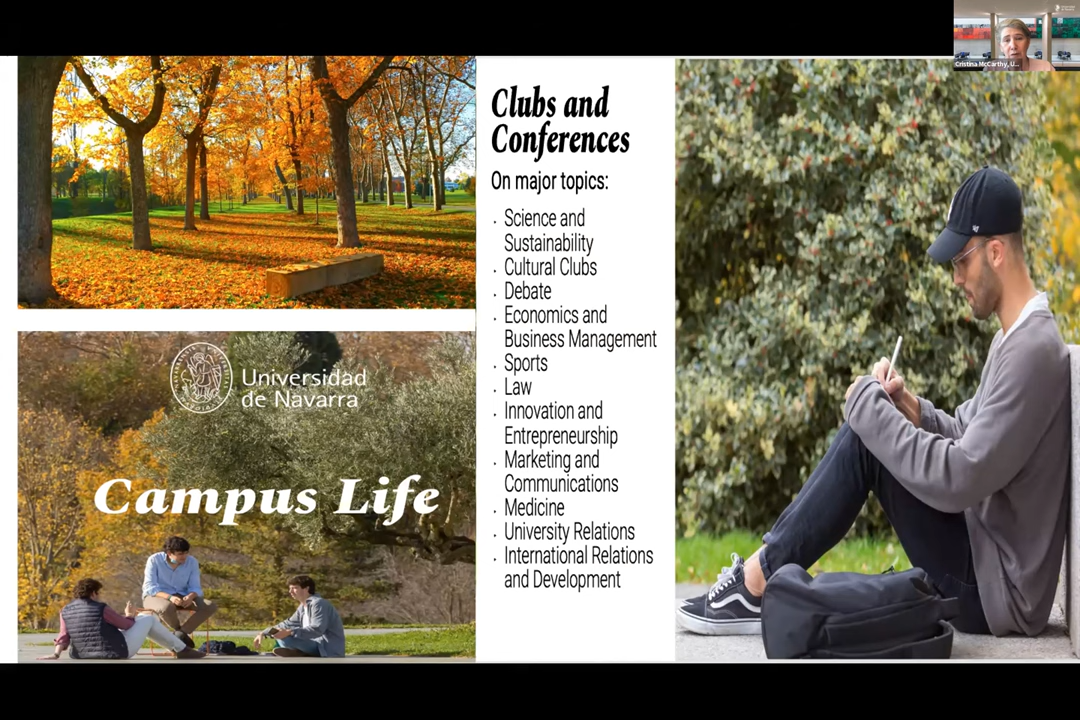 Cristina McCarthy, U...
Clubs and
Conferences
On major topics:
· Science and
Sustainability
· Cultural Clubs
· Debate
· Economics and
Business Management
· Sports
· Law
· Innovation and
Entrepreneurship
· Marketing and
Communications
· Medicine
· University Relations
· International Relations
and Development
Universidad
de Navarra
Campus Life